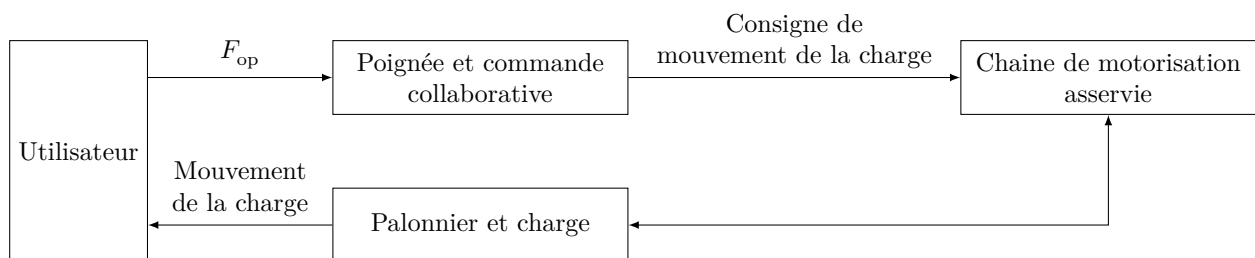 Consigne de
mouvement de la charge
F_op
Poignée et commande
collaborative
Chaine de motorisation
asservie
Utilisateur
Mouvement
de la charge
Palonnier et charge